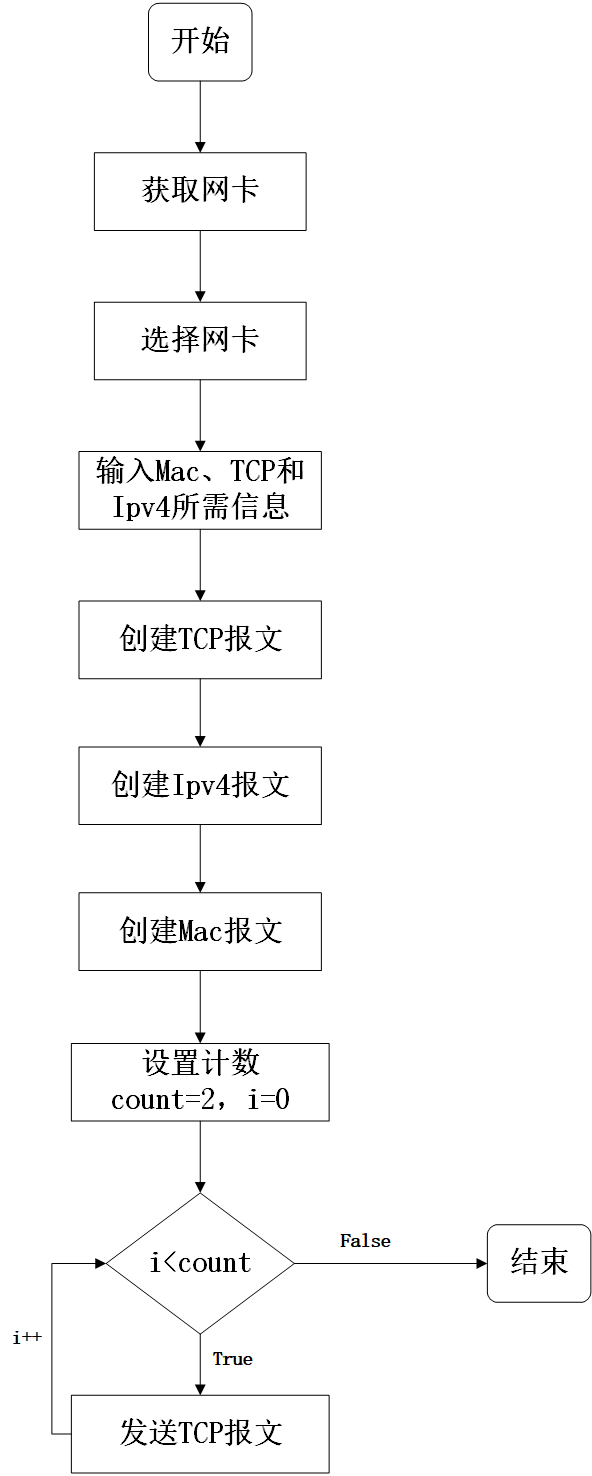 开始
获取网卡
选择网卡
输入Mac、TCP和
Ipv4所需信息
创建TCP报文
创建Ipv4报文
创建Mac报文
设置计数
count=2，i=0
i<count
False
结束
i++
True
发送TCP报文